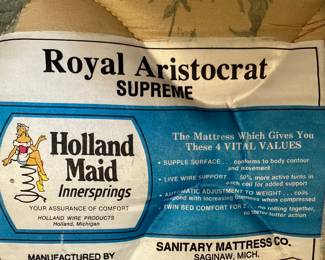 Royal Aristocrat
SUPREME
Holland
Maid
Innersprings
YOUR ASSURANCE OF COMFORT
HOLLAND WIRE PRODUCTS
Holland, Michigan
The Mattress Which Gives You
These 4 VITAL VALUES
• SUPPLE SURFACE... conforms to body contour
and movement
• LIVE WIRE SUPPORT... 50% more active turns in
each coil for added support
• AUTOMATIC ADJUSTMENT TO WEIGHT... coils
respond with increasing firmness when compressed
TWIN BED COMFORT FOR 2... rolling together,
no teeter-totter action
MANUFACTURED BY
SANITARY MATTRESS CO.
SAGINAW, MICH.